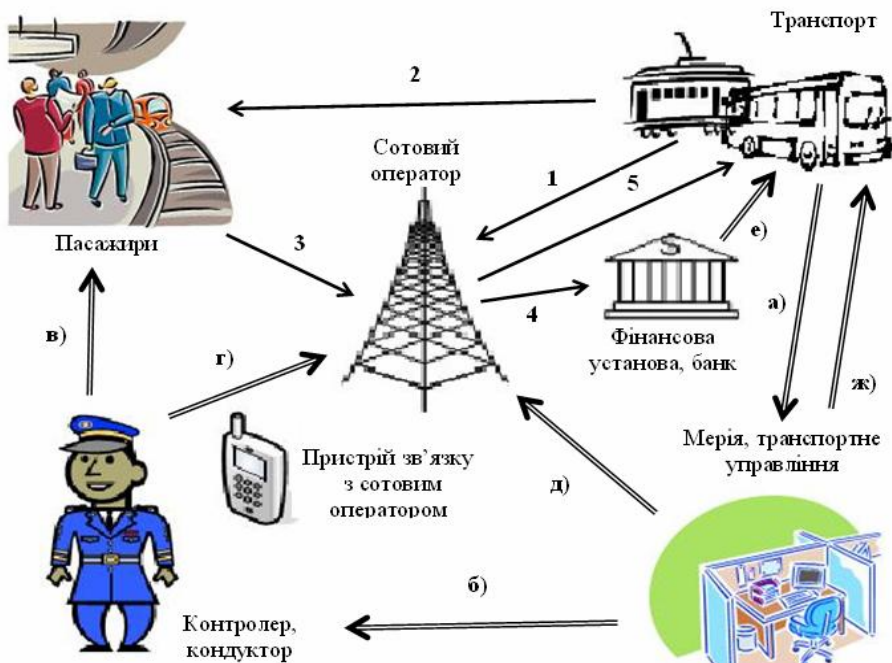 Транспорт
2
Сотовий
оператор
1
5
Пасажири
3
е)
4
а)
Фінансова
установа, банк
в)
г)
ж)
Мерія, транспортне
управління
Пристрій зв’язку
з сотовим
оператором
д)
б)
Контролер,
кондуктор